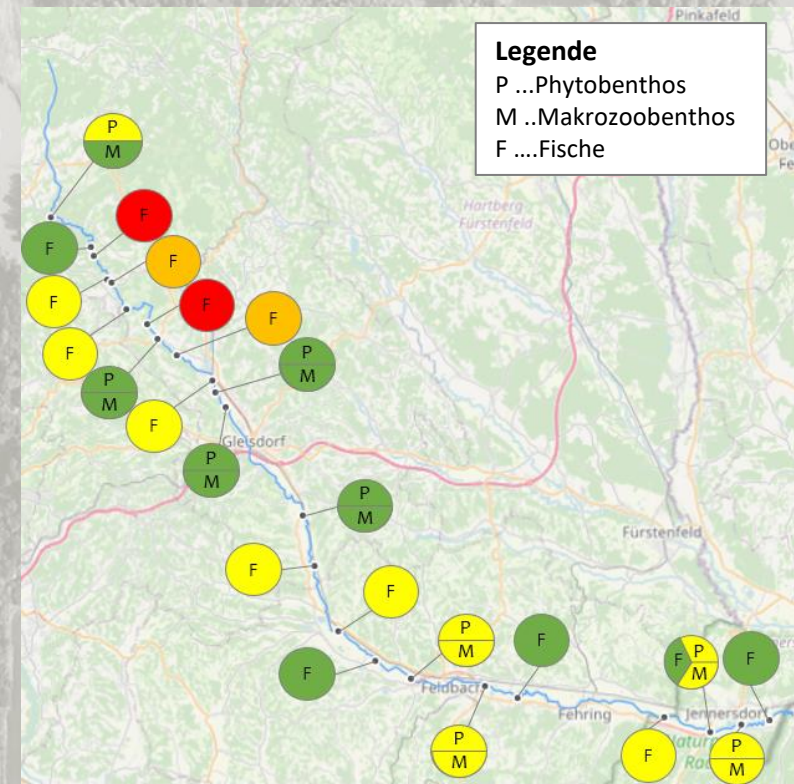 Pinkafeld
Legende
P ...Phytobenthos
M ..Makrozoobenthos
F ....Fische
P
M
Hartberg
Fürstenfeld
F
F
F
F
F
F
F
P
M
P
M
F
Gleisdorf
P
M
P
M
Fürstenfeld
F
F
P
M
F
F
F P
M
F
Feldbach
Fehring
Jennersdorf
P
M
F
P
M